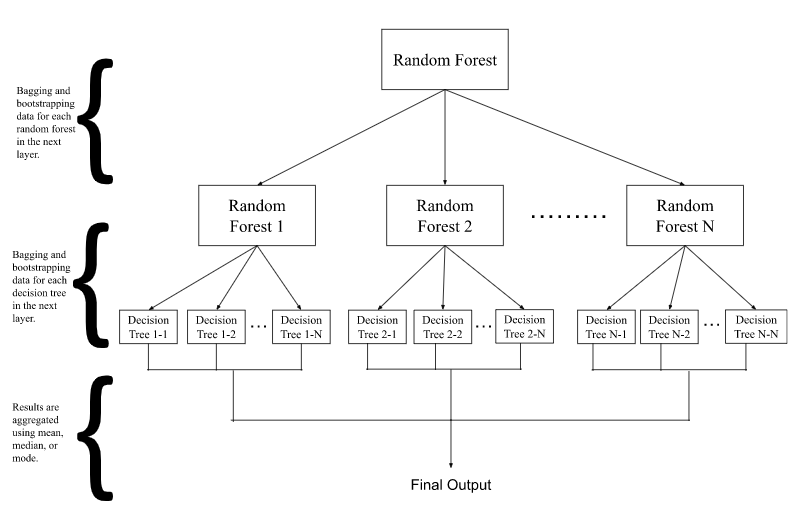 Random Forest
Bagging and
bootstrapping
data for each
random forest
in the next
layer.
Random
Forest 1
Random
Forest 2
.........
Random
Forest N
Bagging and
bootstrapping
data for each
decision tree
in the next
layer.
Decision
Tree 1-1
Decision
Tree 1-2
...
Decision
Tree 1-N
Decision
Tree 2-1
Decision
Tree 2-2
...
Decision
Tree 2-N
Decision
Tree N-1
Decision
Tree N-2
...
Decision
Tree N-N
Results are
aggregated
using mean,
median, or
mode.
Final Output